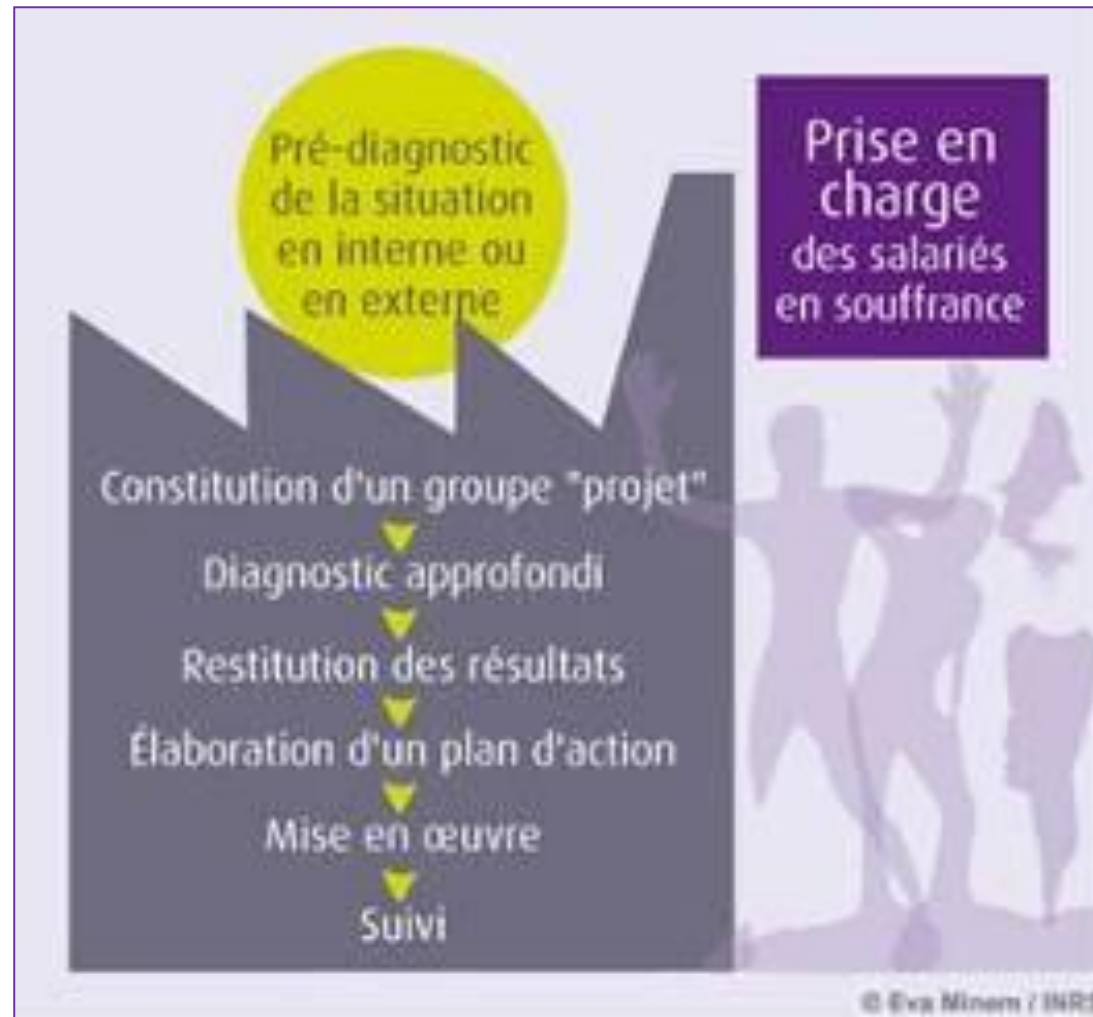 Pré-diagnostic
de la situation
en interne ou
en externe
Prise en
charge
des salariés
en souffrance
Constitution d'un groupe "projet"
Diagnostic approfondi
Restitution des résultats
Élaboration d'un plan d'action
Mise en œuvre
Suivi
© Eva Minem / INRS